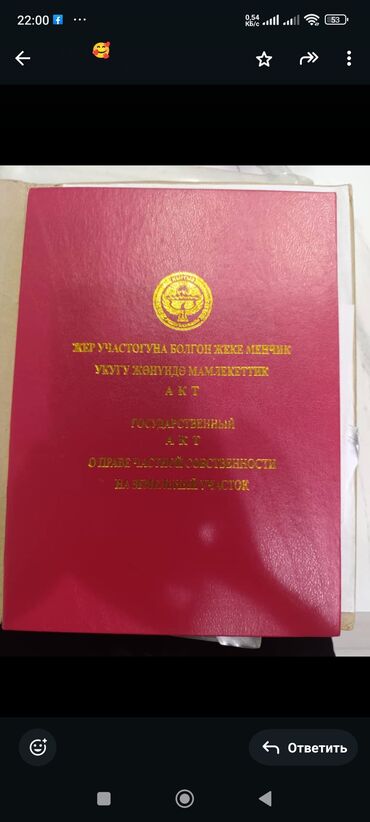 22:00
0,54
КБ/с
53
ЖЕР УЧАСТОГУНА БОЛГОН ЖЕКЕ МЕНЧИК
УКУГУ ЖӨНҮНДӨ МАМЛЕКЕТТИК
А К Т
ГОСУДАРСТВЕННЫЙ
А К Т
О ПРАВЕ ЧАСТНОЙ СОБСТВЕННОСТИ
НА ЗЕМЕЛЬНЫЙ УЧАСТОК
Ответить